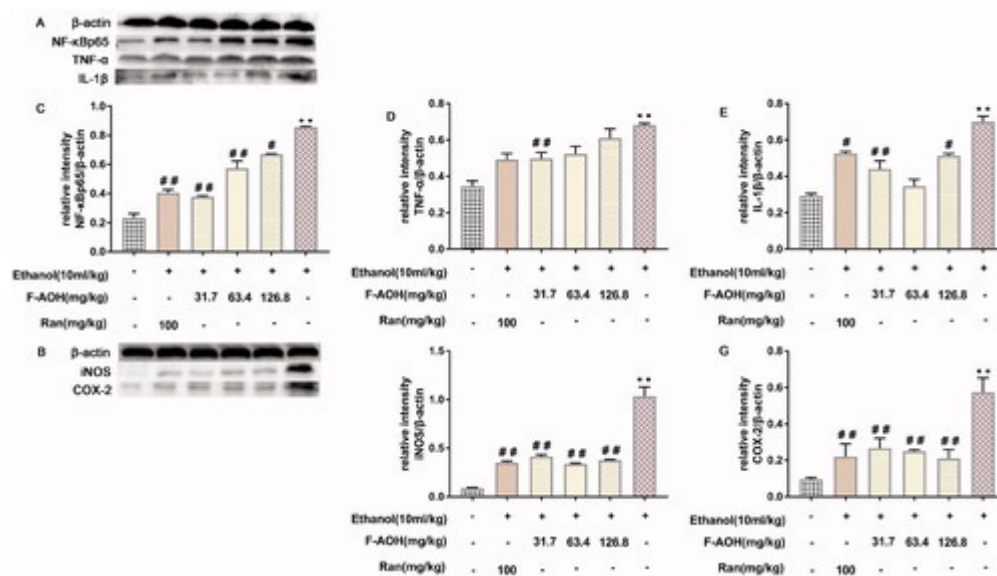 A
β-actin
NF-κBp65
TNF-α
IL-1β
C
relative intensity
NF-κBp65/β-actin
1.0
0.8
0.6
0.4
0.2
0.0
## ## ## # **
Ethanol(10ml/kg) - + + + + +
F-AOH(mg/kg) 31.7 63.4 126.8 -
Ran(mg/kg) - 100 - - - -
D
relative intensity
TNF-α/β-actin
0.8
0.6
0.4
0.2
0.0
## **
Ethanol(10ml/kg) - + + + + +
F-AOH(mg/kg) 31.7 63.4 126.8 -
Ran(mg/kg) - 100 - - - -
E
relative intensity
IL-1β/β-actin
0.8
0.6
0.4
0.2
0.0
# ## # **
Ethanol(10ml/kg) - + + + + +
F-AOH(mg/kg) 31.7 63.4 126.8 -
Ran(mg/kg) - 100 - - - -
B
β-actin
iNOS
COX-2
relative intensity
iNOS/β-actin
1.5
1.0
0.5
0.0
## ## ## ## **
Ethanol(10ml/kg) - + + + + +
F-AOH(mg/kg) 31.7 63.4 126.8 -
Ran(mg/kg) - 100 - - - -
G
relative intensity
COX-2/β-actin
0.8
0.6
0.4
0.2
0.0
## ## ## ## **
Ethanol(10ml/kg) - + + + + +
F-AOH(mg/kg) 31.7 63.4 126.8 -
Ran(mg/kg) - 100 - - - -